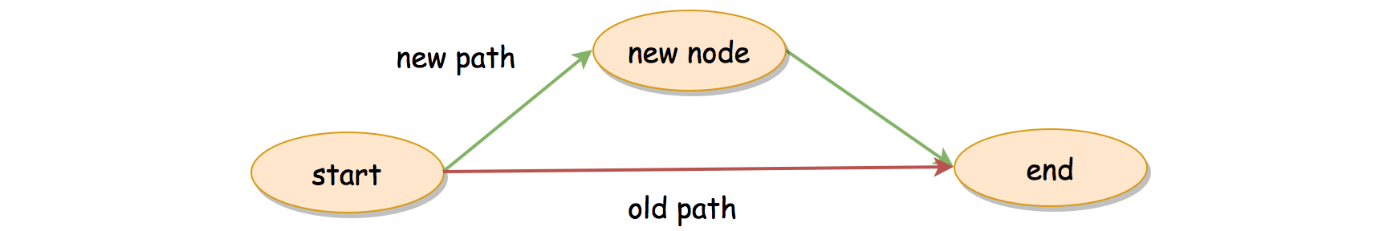 new path
new node
start
end
old path